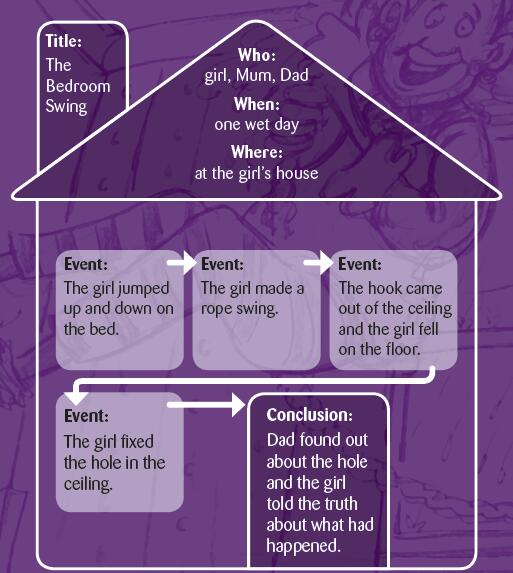 Title:
The
Bedroom
Swing
Who:
girl, Mum, Dad
When:
one wet day
Where:
at the girl's house
Event:
The girl jumped
up and down on
the bed.
Event:
The girl made a
rope swing.
Event:
The hook came
out of the ceiling
and the girl fell
on the floor.
Event:
The girl fixed
the hole in the
ceiling.
Conclusion:
Dad found out
about the hole
and the girl
told the truth
about what had
happened.